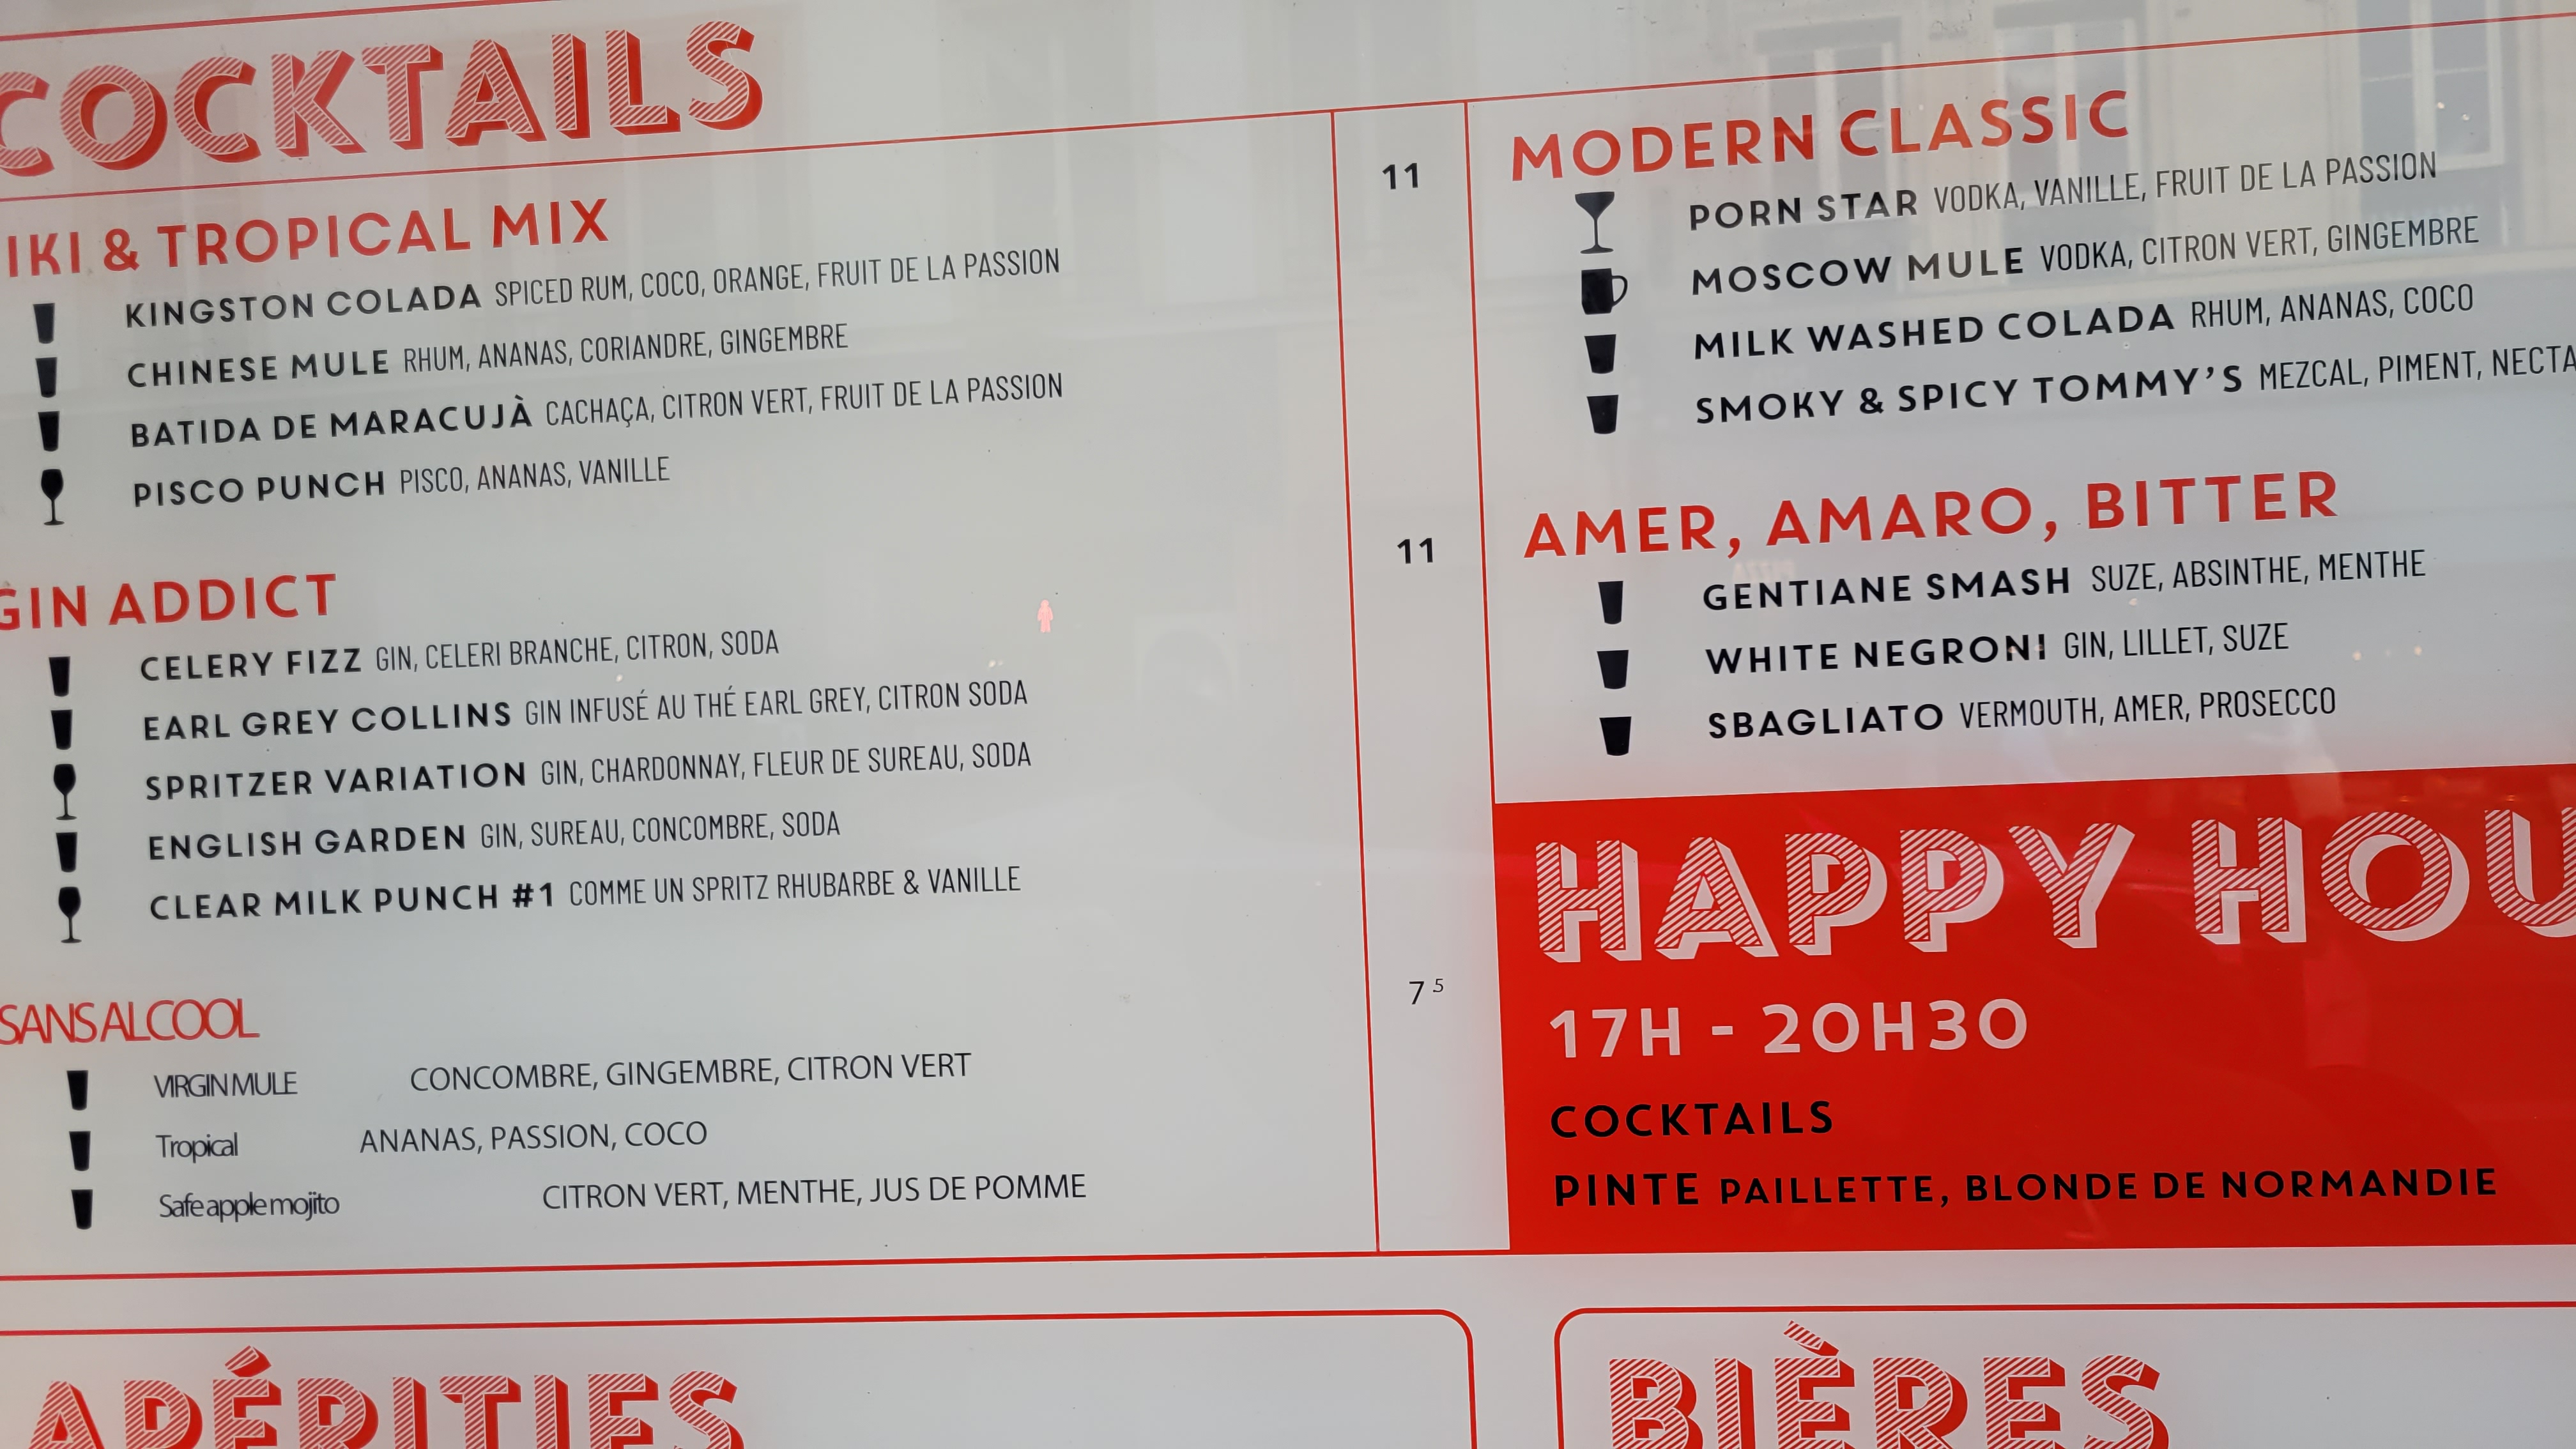 COCKTAILS
IKI & TROPICAL MIX 11
KINGSTON COLADA SPICED RUM, COCO, ORANGE, FRUIT DE LA PASSION
CHINESE MULE RHUM, ANANAS, CORIANDRE, GINGEMBRE
BATIDA DE MARACUJÀ CACHAÇA, CITRON VERT, FRUIT DE LA PASSION
PISCO PUNCH PISCO, ANANAS, VANILLE
GIN ADDICT 11
CELERY FIZZ GIN, CELERI BRANCHE, CITRON, SODA
EARL GREY COLLINS GIN INFUSÉ AU THÉ EARL GREY, CITRON SODA
SPRITZER VARIATION GIN, CHARDONNAY, FLEUR DE SUREAU, SODA
ENGLISH GARDEN GIN, SUREAU, CONCOMBRE, SODA
CLEAR MILK PUNCH #1 COMME UN SPRITZ RHUBARBE & VANILLE
SANS ALCOOL 7 5
VIRGIN MULE CONCOMBRE, GINGEMBRE, CITRON VERT
Tropical ANANAS, PASSION, COCO
Safe apple mojito CITRON VERT, MENTHE, JUS DE POMME
MODERN CLASSIC
PORN STAR VODKA, VANILLE, FRUIT DE LA PASSION
MOSCOW MULE VODKA, CITRON VERT, GINGEMBRE
MILK WASHED COLADA RHUM, ANANAS, COCO
SMOKY & SPICY TOMMY'S MEZCAL, PIMENT, NECTA
AMER, AMARO, BITTER
GENTIANE SMASH SUZE, ABSINTHE, MENTHE
WHITE NEGRONI GIN, LILLET, SUZE
SBAGLIATO VERMOUTH, AMER, PROSECCO
HAPPY HOU
17H - 20H30
COCKTAILS
PINTE PAILLETTE, BLONDE DE NORMANDIE
APÉRITIFS
BIÈRES